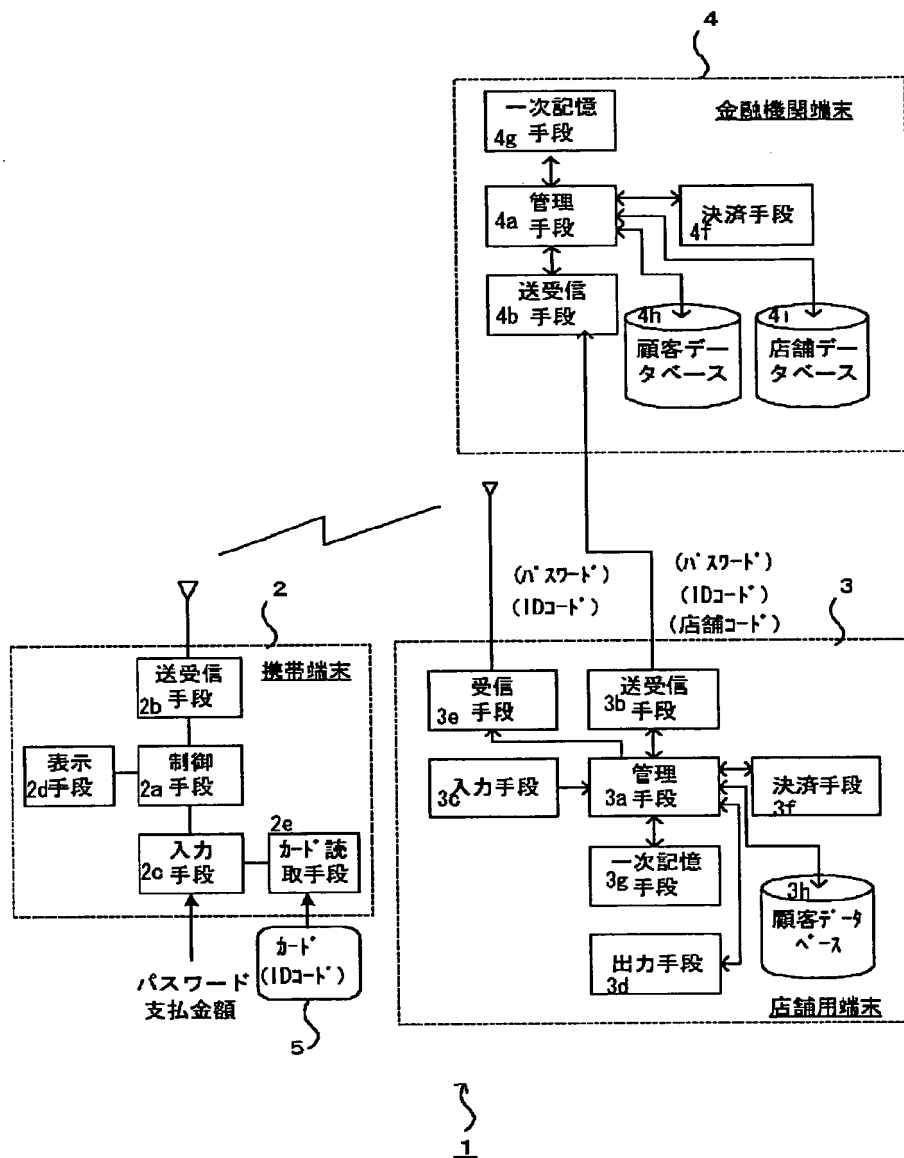 4
金融機関端末
一次記憶
4g 手段
管理
4a 手段
決済手段
4f
送受信
4b 手段
4h
顧客デー
タベース
4i
店舗デー
タベース
(パスワード)
(IDコード)
(パスワード)
(IDコード)
(店舗コード)
2
携帯端末
送受信
2b 手段
表示
2d 手段
制御
2a 手段
入力
2c 手段
2e
カード読
取手段
パスワード
支払金額
カード
(IDコード)
5
3
受信
3e 手段
送受信
3b 手段
入力手段
3c
管理
3a 手段
決済手段
3f
一次記憶
3g 手段
3h
顧客データ
ベース
出力手段
3d
店舗用端末
1